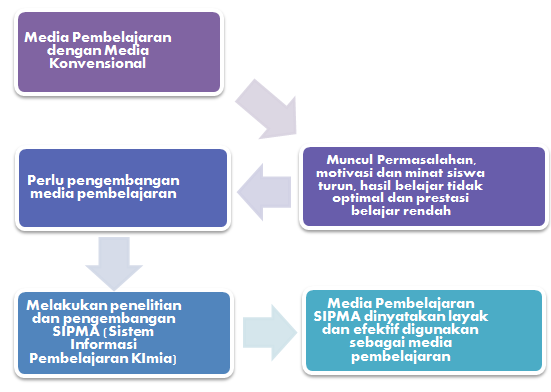 Media Pembelajaran
dengan Media
Konvensional
Muncul Permasalahan,
motivasi dan minat siswa
turun, hasil belajar tidak
optimal dan prestasi
belajar rendah
Perlu pengembangan
media pembelajaran
Melakukan penelitian
dan pengembangan
SIPMA (Sistem
Informasi
Pembelajaran KImia)
Media Pembelajaran
SIPMA dinyatakan layak
dan efektif digunakan
sebagai media
pembelajaran